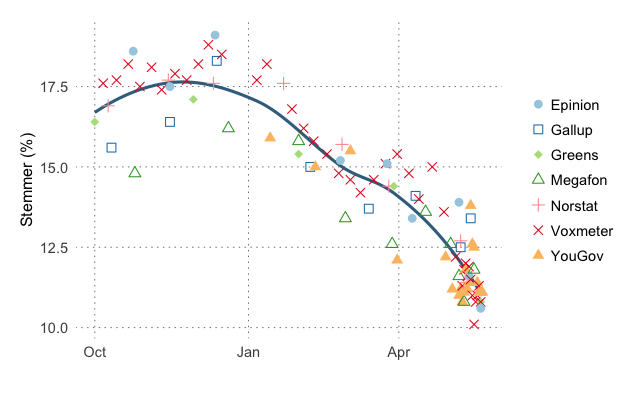 Stemmer (%)
17.5
15.0
12.5
10.0
Oct
Jan
Apr
Epinion
Gallup
Greens
Megafon
Norstat
Voxmeter
YouGov